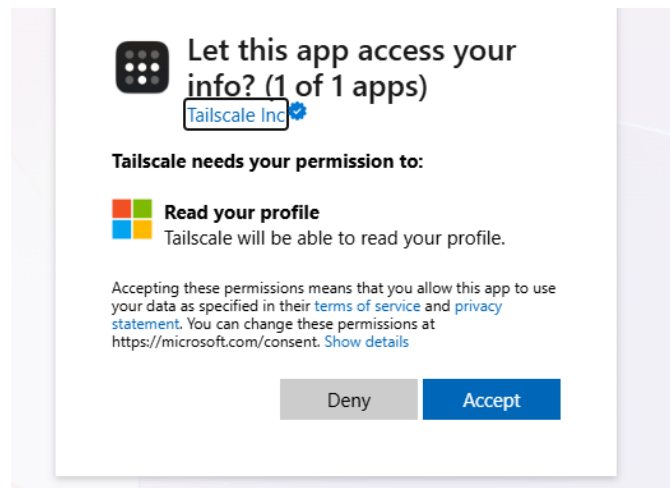 Let this app access your
info? (1 of 1 apps)
Tailscale Inc
Tailscale needs your permission to:
Read your profile
Tailscale will be able to read your profile.
Accepting these permissions means that you allow this app to use
your data as specified in their terms of service and privacy
statement. You can change these permissions at
https://microsoft.com/consent. Show details
Deny
Accept